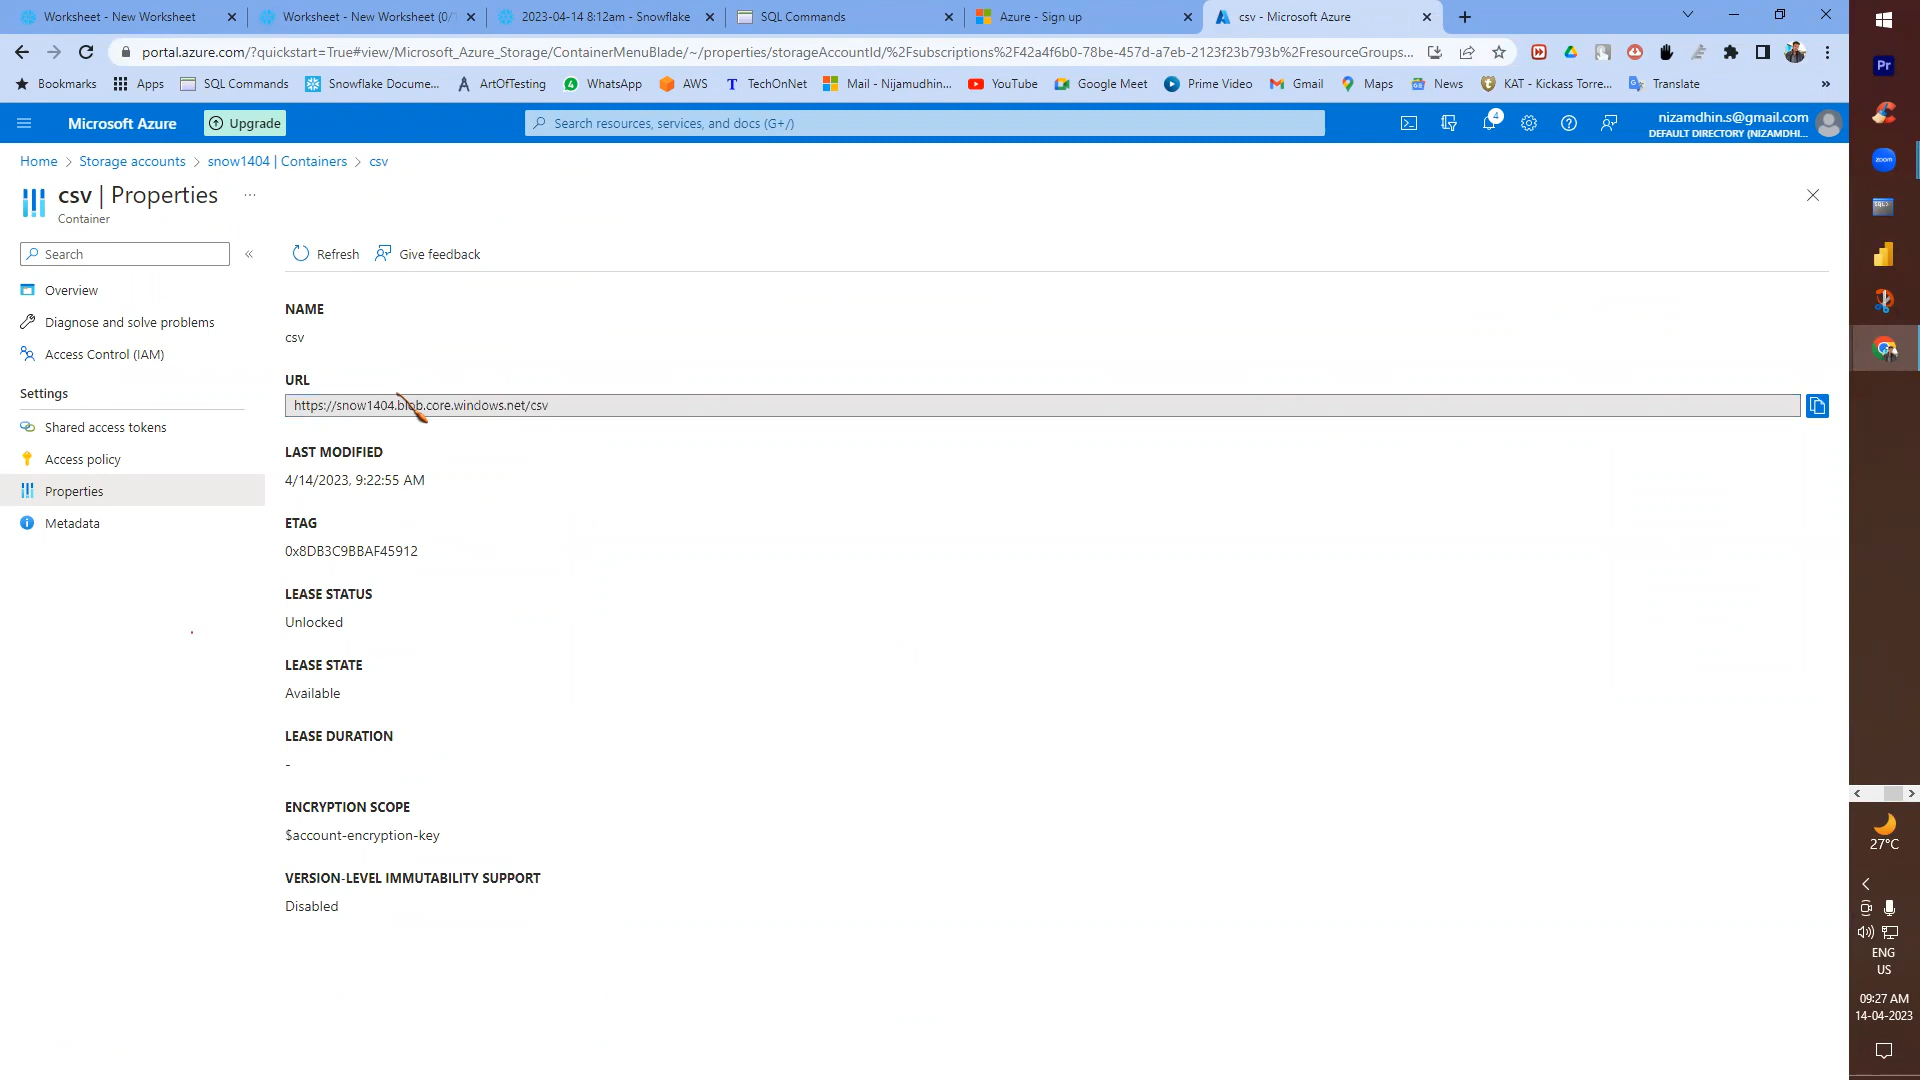 Worksheet - New Worksheet
Worksheet - New Worksheet (0/
2023-04-14 8:12am - Snowflake
SQL Commands
Azure - Sign up
csv - Microsoft Azure
portal.azure.com/?quickstart=True#view/Microsoft_Azure_Storage/ContainerMenuBlade/~/properties/storageAccountId/%2Fsubscriptions%2F42a4f6b0-78be-457d-a7eb-2123f23b793b%2FresourceGroups...
Bookmarks
Apps
SQL Commands
Snowflake Docume...
ArtOfTesting
WhatsApp
AWS
TechOnNet
Mail - Nijamudhin...
YouTube
Google Meet
Prime Video
Gmail
Maps
News
KAT - Kickass Torre...
Translate
»
Microsoft Azure
Upgrade
Search resources, services, and docs (G+/)
4
nizamdhin.s@gmail.com
DEFAULT DIRECTORY (NIZAMDHI...
Home > Storage accounts > snow1404 | Containers > csv
csv | Properties ...
Container
Search
«
Overview
Diagnose and solve problems
Access Control (IAM)
Settings
Shared access tokens
Access policy
Properties
Metadata
Refresh
Give feedback
NAME
csv
URL
https://snow1404.blob.core.windows.net/csv
LAST MODIFIED
4/14/2023, 9:22:55 AM
ETAG
0x8DB3C9BBAF45912
LEASE STATUS
Unlocked
LEASE STATE
Available
LEASE DURATION
-
ENCRYPTION SCOPE
$account-encryption-key
VERSION-LEVEL IMMUTABILITY SUPPORT
Disabled
Pr
zoom
SQL>
27°C
ENG
US
09:27 AM
14-04-2023